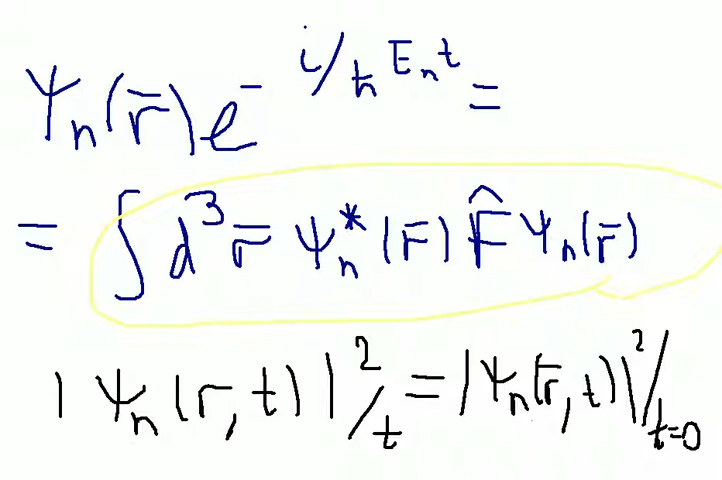 Ψₙ(r̄)e^{-i/ħ Eₙt} =
= ∫ d³r̄ Ψₙ*(r̄) F̂ Ψₙ(r̄)
|Ψₙ(r,t)|²/ₜ = |Ψₙ(r̄,t)|²/ₜ₌₀